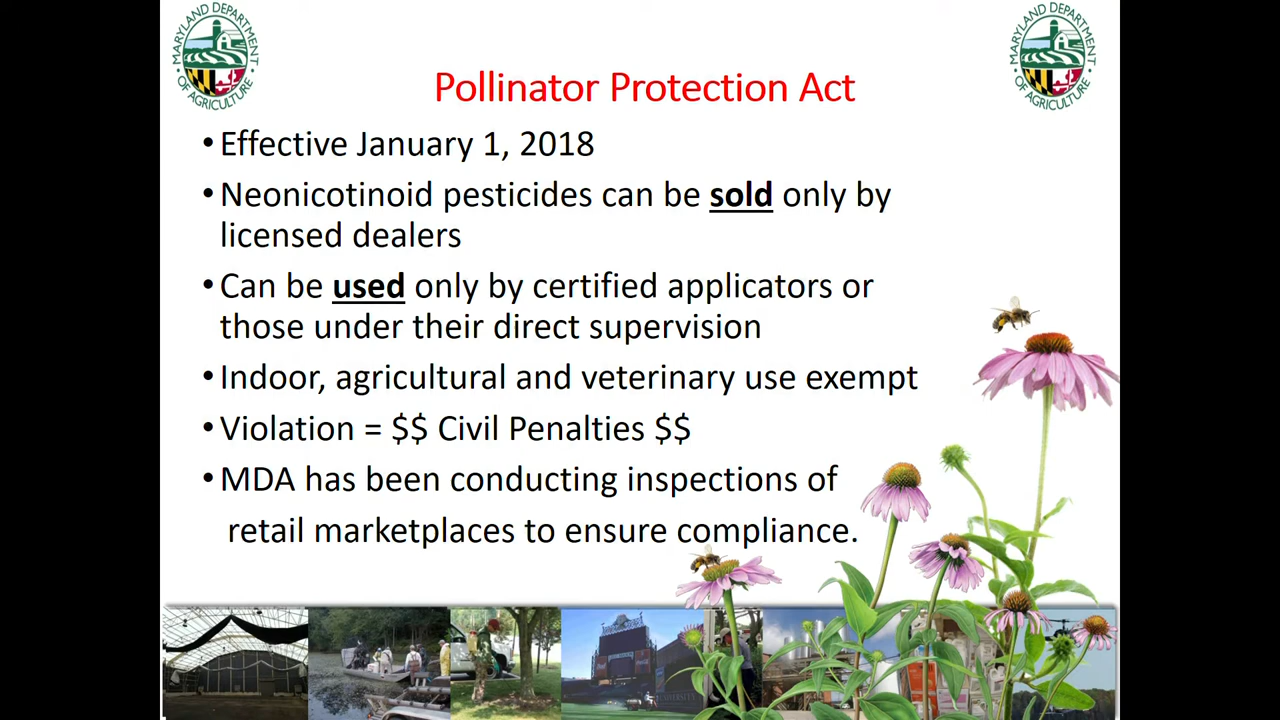 MARYLAND DEPARTMENT
OF AGRICULTURE
MARYLAND DEPARTMENT
OF AGRICULTURE
Pollinator Protection Act
• Effective January 1, 2018
• Neonicotinoid pesticides can be sold only by
licensed dealers
• Can be used only by certified applicators or
those under their direct supervision
• Indoor, agricultural and veterinary use exempt
• Violation = $$ Civil Penalties $$
• MDA has been conducting inspections of
retail marketplaces to ensure compliance.